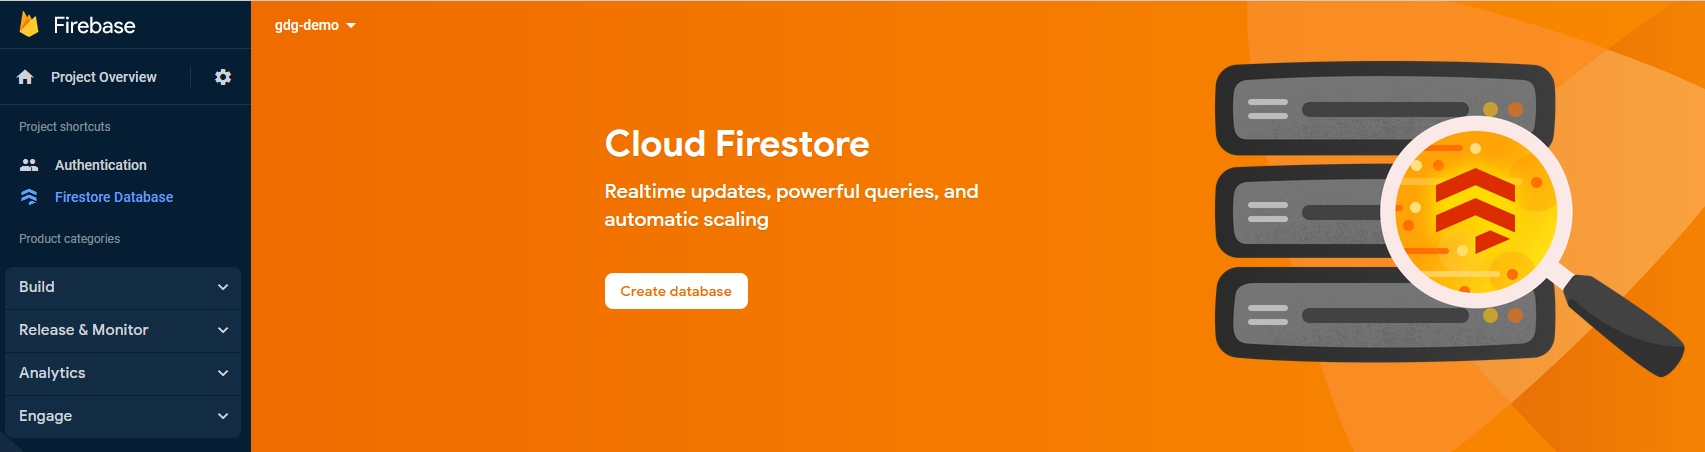 Firebase
gdg-demo
Project Overview
Project shortcuts
Authentication
Firestore Database
Product categories
Build
Release & Monitor
Analytics
Engage
Cloud Firestore
Realtime updates, powerful queries, and
automatic scaling
Create database